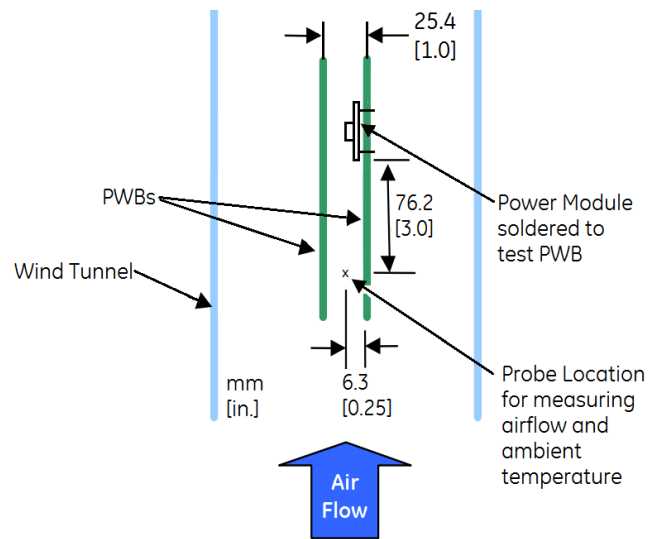 25.4
[1.0]
PWBs
76.2
[3.0]
Power Module
soldered to
test PWB
Wind Tunnel
x
mm
[in.]
6.3
[0.25]
Probe Location
for measuring
airflow and
ambient
temperature
Air
Flow